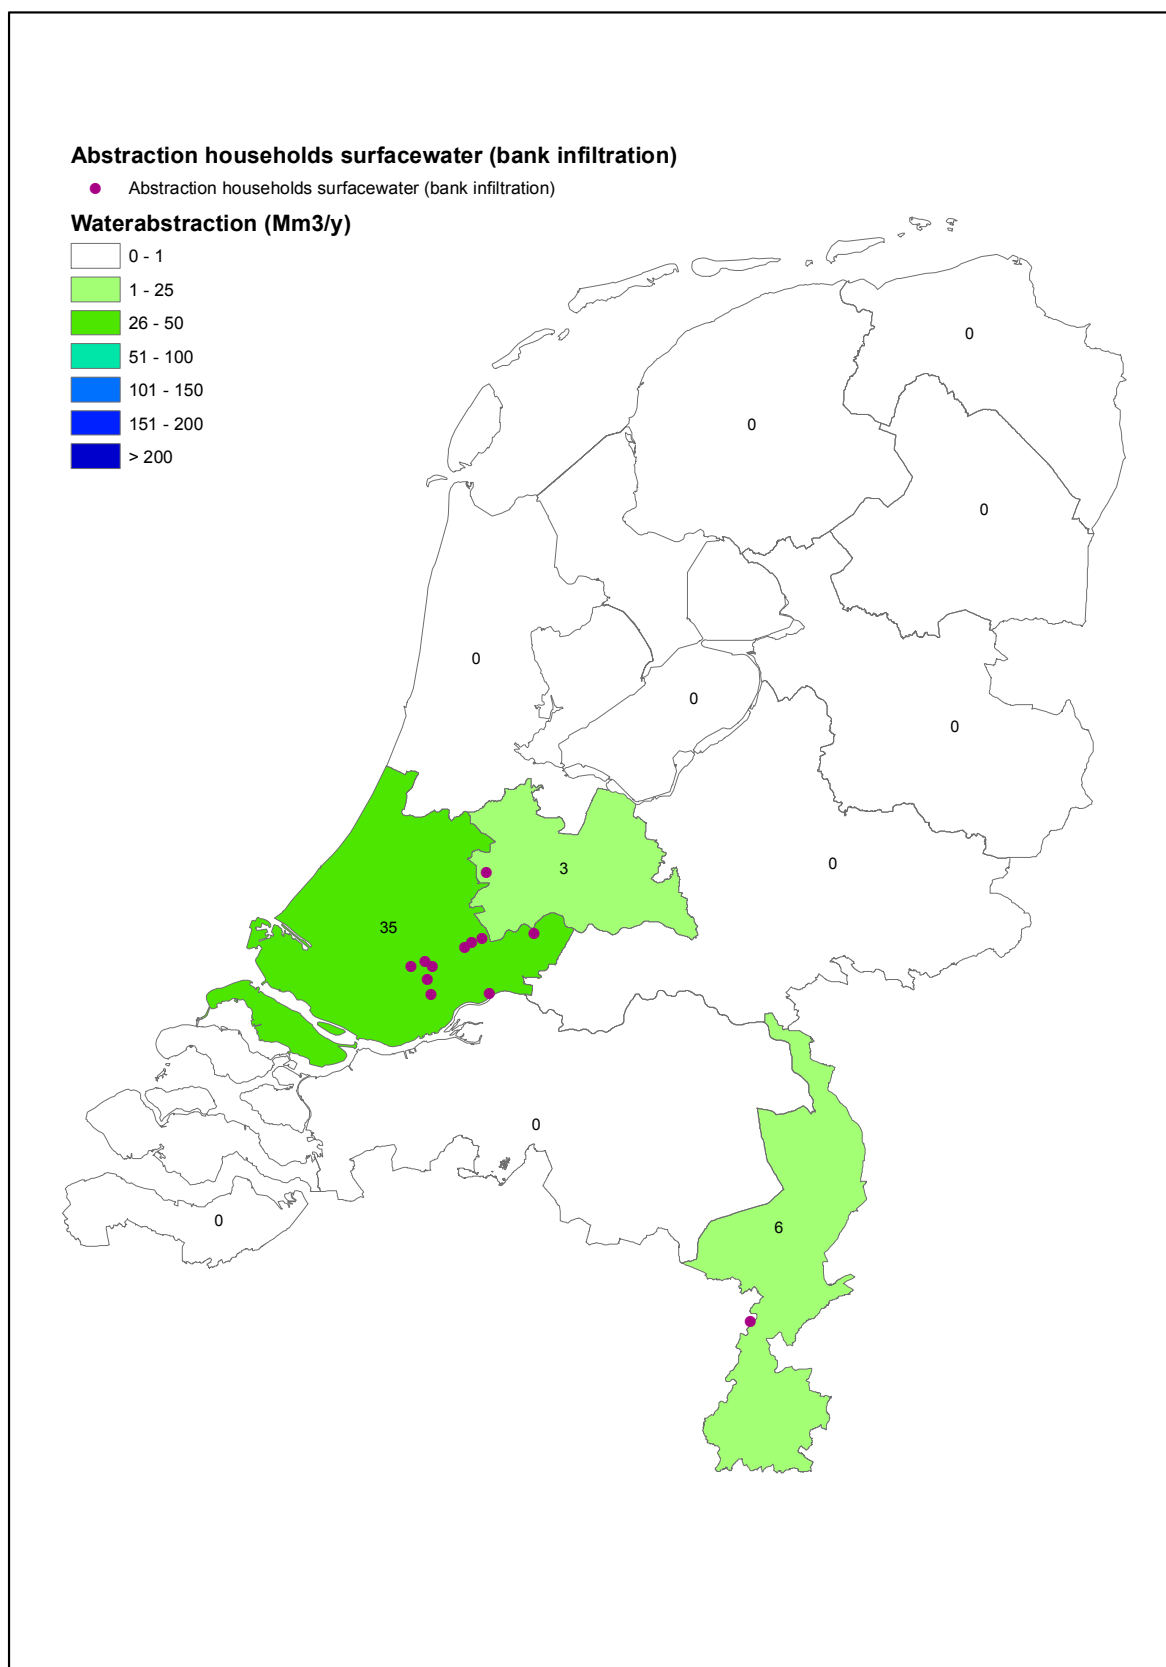 Abstraction households surfacewater (bank infiltration)
Abstraction households surfacewater (bank infiltration)
Waterabstraction (Mm3/y)
0 - 1
1 - 25
26 - 50
51 - 100
101 - 150
151 - 200
> 200
0
0
0
0
0
0
0
3
35
0
6
0